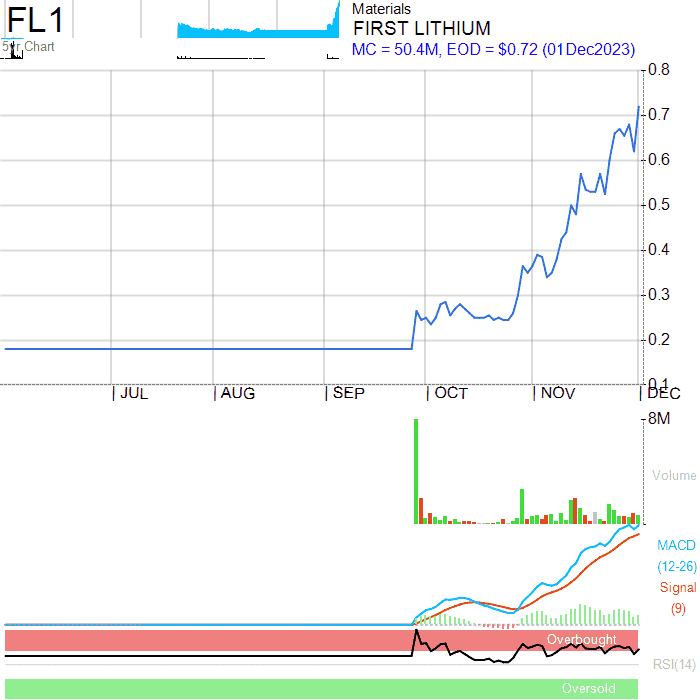 FL1
Materials
FIRST LITHIUM
5Yr Chart
MC = 50.4M, EOD = $0.72 (01Dec2023)
0.8
0.7
0.6
0.5
0.4
0.3
0.2
0.1
JUL AUG SEP OCT NOV DEC
8M
Volume
MACD
(12-26)
Signal
(9)
Overbought
RSI(14)
Oversold